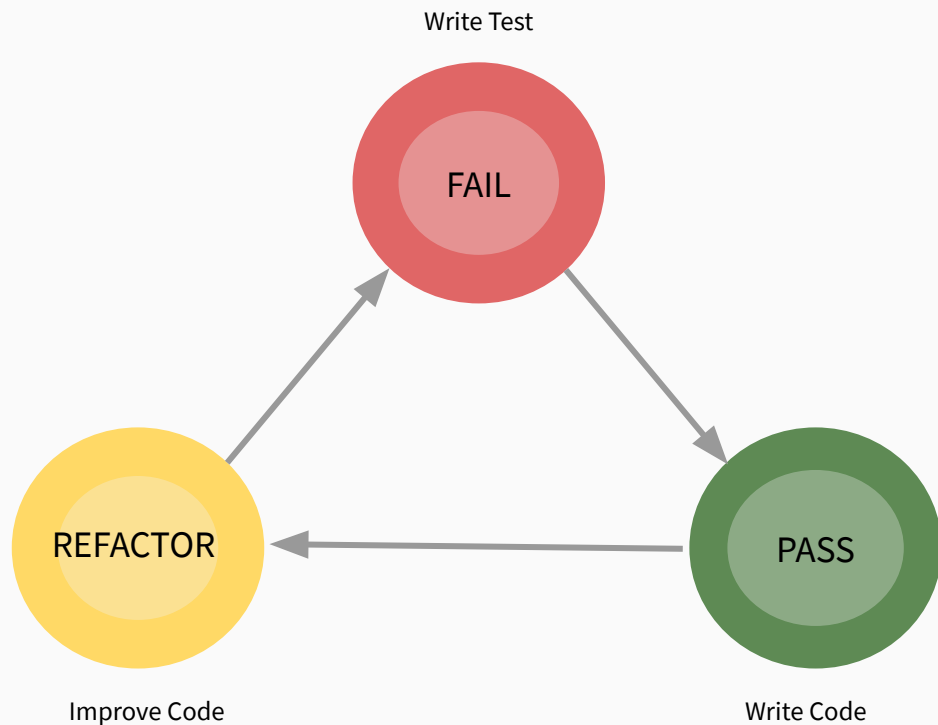 Write Test
FAIL
REFACTOR
PASS
Improve Code
Write Code